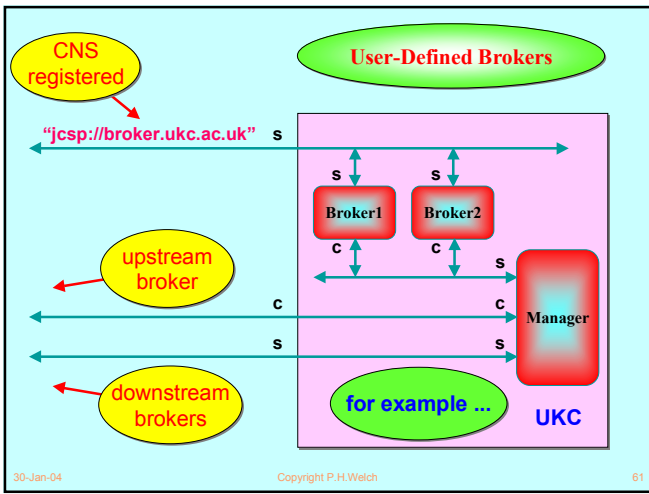 CNS
registered
User-Defined Brokers
“jcsp://broker.ukc.ac.uk” s
s s
Broker1 Broker2
c c
s
upstream
broker
c c
Manager
s s
downstream
brokers
for example ...
UKC
30-Jan-04 Copyright P.H.Welch 61